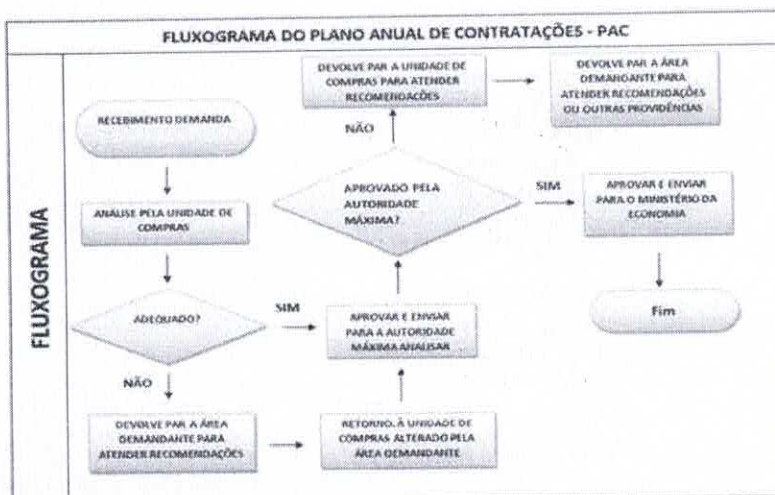 FLUXOGRAMA DO PLANO ANUAL DE CONTRATAÇÕES - PAC
FLUXOGRAMA
RECEBIMENTO DEMANDA
ANÁLISE PELA UNIDADE DE
COMPRAS
ADEQUADO?
SIM
NÃO
DEVOLVE PAR A ÁREA
DEMANDANTE PARA
ATENDER RECOMENDAÇÕES
RETORNO, À UNIDADE DE
COMPRAS ALTERADO PELA
ÁREA DEMANDANTE
APROVAR E ENVIAR
PARA A AUTORIDADE
MÁXIMA ANALISAR
APROVADO PELA
AUTORIDADE
MÁXIMA?
NÃO
DEVOLVE PAR A UNIDADE DE
COMPRAS PARA ATENDER
RECOMENDAÇÕES
DEVOLVE PAR A ÁREA
DEMANDANTE PARA
ATENDER RECOMENDAÇÕES
OU OUTRAS PROVIDÊNCIAS
SIM
APROVAR E ENVIAR
PARA O MINISTÉRIO DA
ECONOMIA
Fim